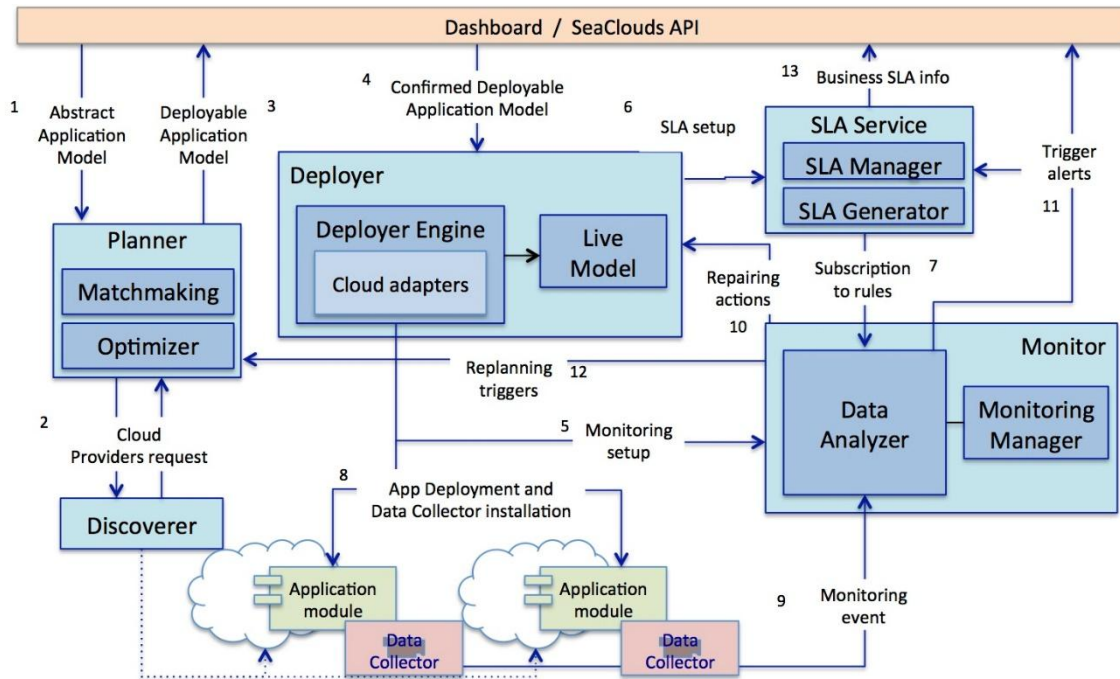 Dashboard / SeaClouds API
1
Abstract
Application
Model
Deployable
Application
Model
3
4
Confirmed Deployable
Application Model
6
SLA setup
13
Business SLA info
SLA Service
SLA Manager
SLA Generator
Trigger
alerts
11
Deployer
Deployer Engine
Cloud adapters
Live
Model
Planner
Matchmaking
Optimizer
Repairing
actions
10
Subscription
to rules
7
Replanning
triggers
12
Monitor
Data
Analyzer
Monitoring
Manager
2
Cloud
Providers request
5
Monitoring
setup
8
App Deployment and
Data Collector installation
Discoverer
Application
module
Application
module
Data
Collector
Data
Collector
9
Monitoring
event